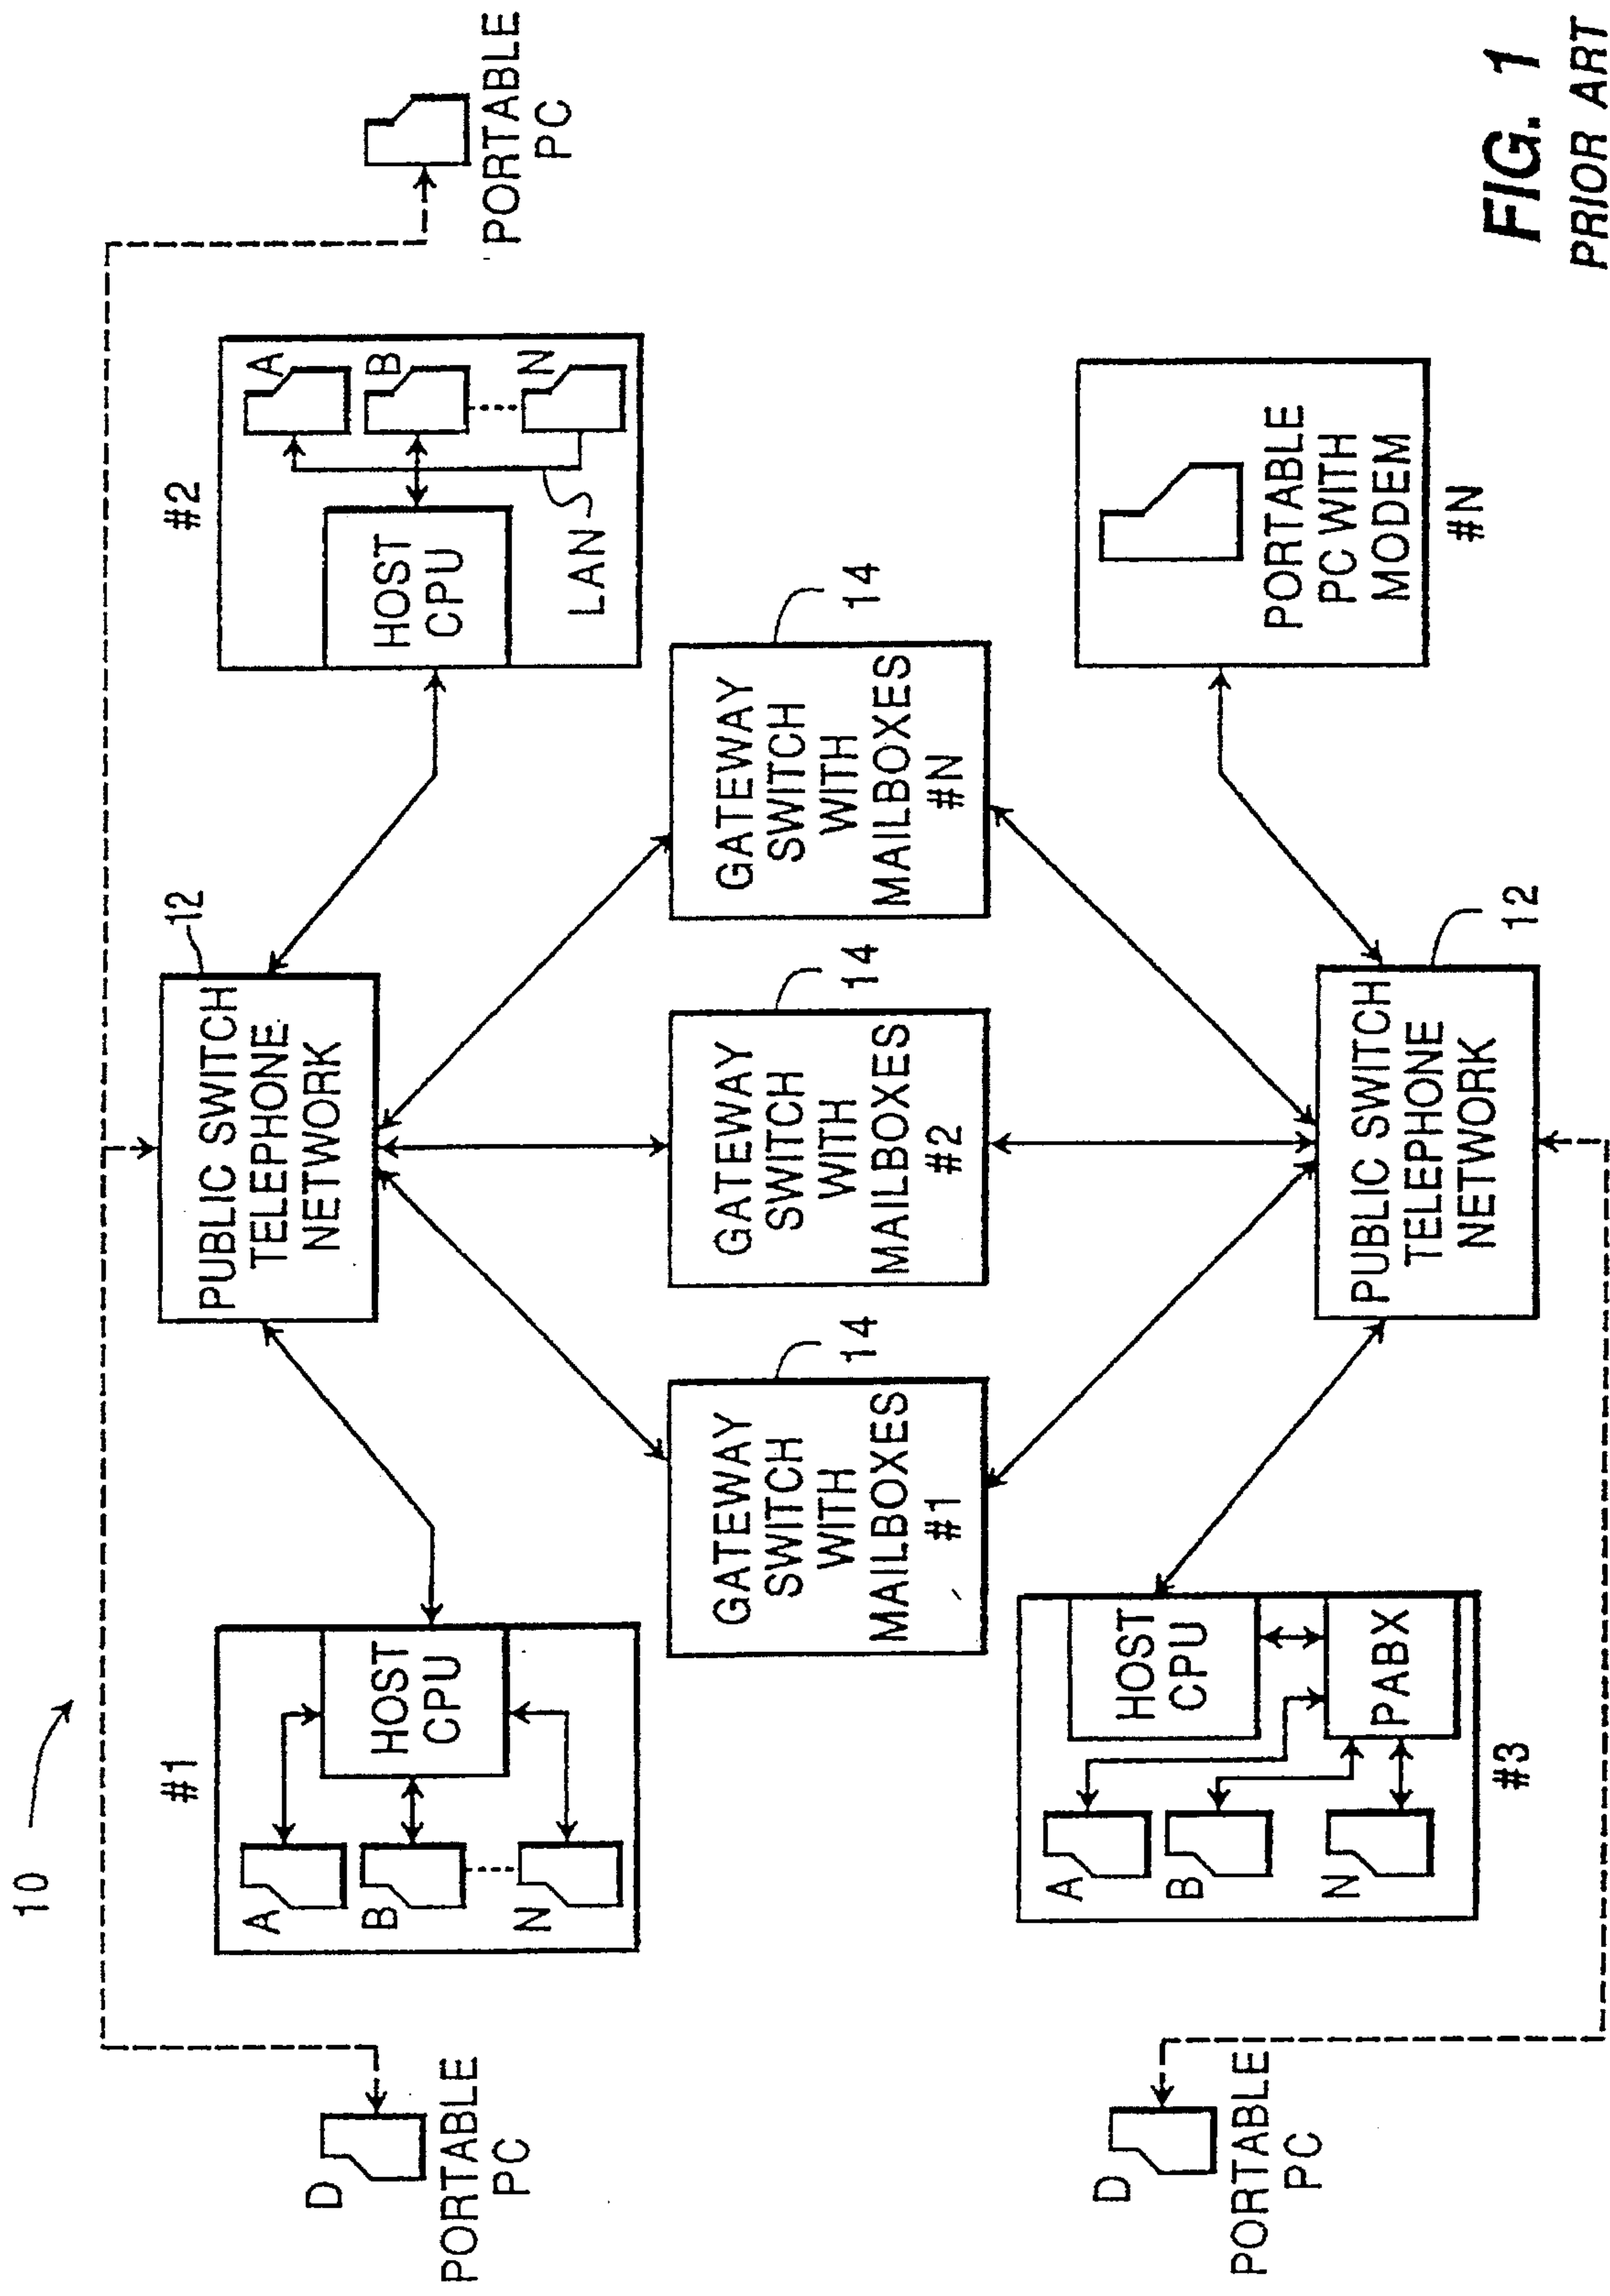 10
#1
A
B
N
HOST
CPU
D
PORTABLE
PC
PUBLIC SWITCH
TELEPHONE
NETWORK
12
#2
HOST
CPU
LAN
A
B
N
PORTABLE
PC
GATEWAY
SWITCH
WITH
MAILBOXES
#1
14
GATEWAY
SWITCH
WITH
MAILBOXES
#2
14
GATEWAY
SWITCH
WITH
MAILBOXES
#N
14
D
PORTABLE
PC
A
B
N
HOST
CPU
PABX
#3
PUBLIC SWITCH
TELEPHONE
NETWORK
12
PORTABLE
PC WITH
MODEM
#N
FIG. 1
PRIOR ART